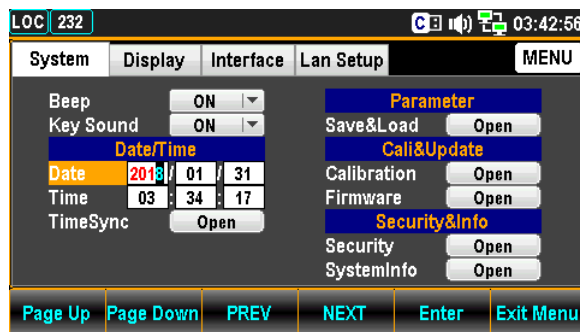 LOC 232 C 03:42:56
System Display Interface Lan Setup MENU
Beep ON
Key Sound ON
Date/Time
Date 2018 / 01 / 31
Time 03 : 34 : 17
TimeSync Open
Parameter
Save&Load Open
Cali&Update
Calibration Open
Firmware Open
Security&Info
Security Open
SystemInfo Open
Page Up Page Down PREV NEXT Enter Exit Menu